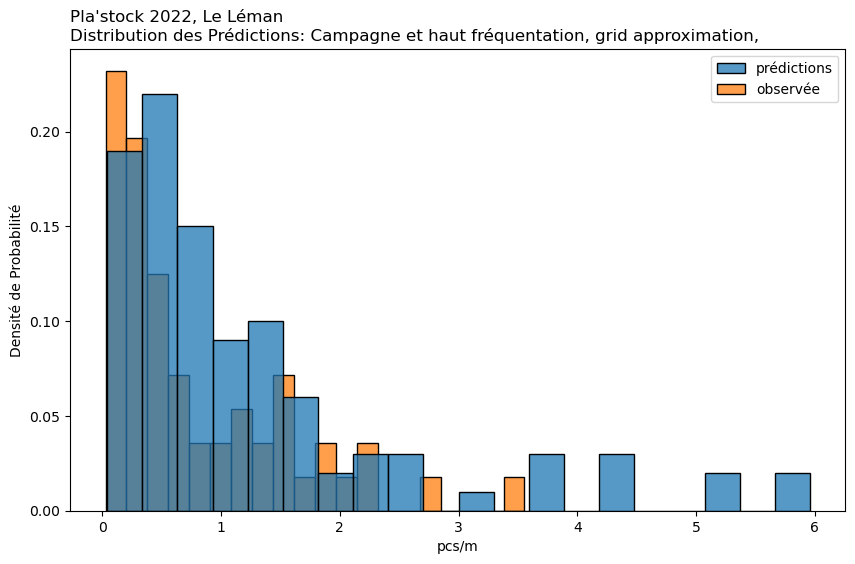 Pla'stock 2022, Le Léman
Distribution des Prédictions: Campagne et haut fréquentation, grid approximation,
prédictions
observée
Densité de Probabilité
0.20
0.15
0.10
0.05
0.00
0 1 2 3 4 5 6
pcs/m